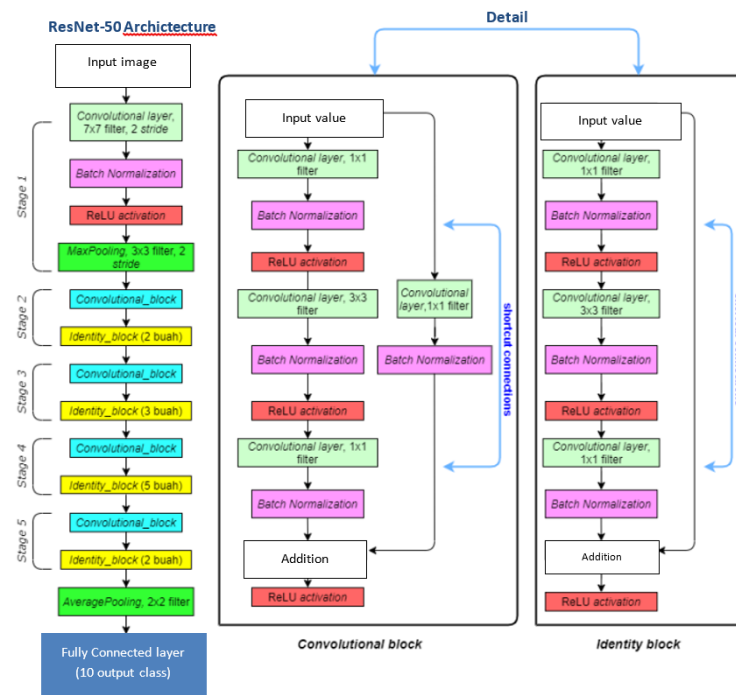 ResNet-50 Archictecture
Input image
Convolutional layer,
7x7 filter, 2 stride
Batch Normalization
ReLU activation
MaxPooling, 3x3 filter, 2
stride
Stage 1
Convolutional_block
Identity_block (2 buah)
Stage 2
Convolutional_block
Identity_block (3 buah)
Stage 3
Convolutional_block
Identity_block (5 buah)
Stage 4
Convolutional_block
Identity_block (2 buah)
Stage 5
AveragePooling, 2x2 filter
Fully Connected layer
(10 output class)
Detail
Input value
Convolutional layer, 1x1
filter
Batch Normalization
ReLU activation
Convolutional layer, 3x3
filter
Batch Normalization
ReLU activation
Convolutional layer, 1x1
filter
Batch Normalization
Addition
ReLU activation
Convolutional
layer,1x1 filter
Batch Normalization
shortcut connections
Convolutional block
Input value
Convolutional layer,
1x1 filter
Batch Normalization
ReLU activation
Convolutional layer,
3x3 filter
Batch Normalization
ReLU activation
Convolutional layer,
1x1 filter
Batch Normalization
Addition
ReLU activation
Identity block